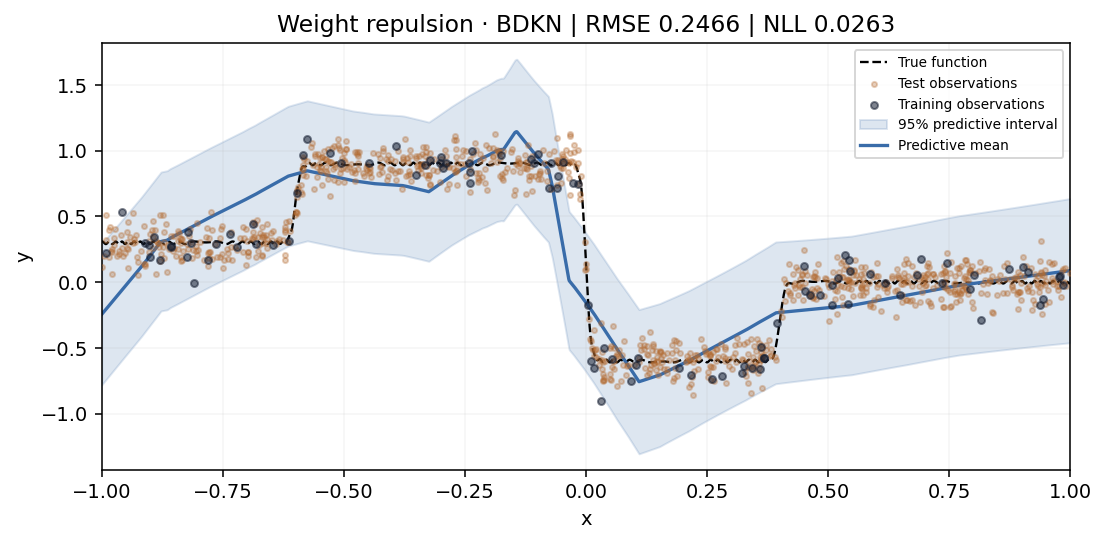 Weight repulsion · BDKN | RMSE 0.2466 | NLL 0.0263
True function
Test observations
Training observations
95% predictive interval
Predictive mean
y
1.5
1.0
0.5
0.0
−0.5
−1.0
−1.00 −0.75 −0.50 −0.25 0.00 0.25 0.50 0.75 1.00
x